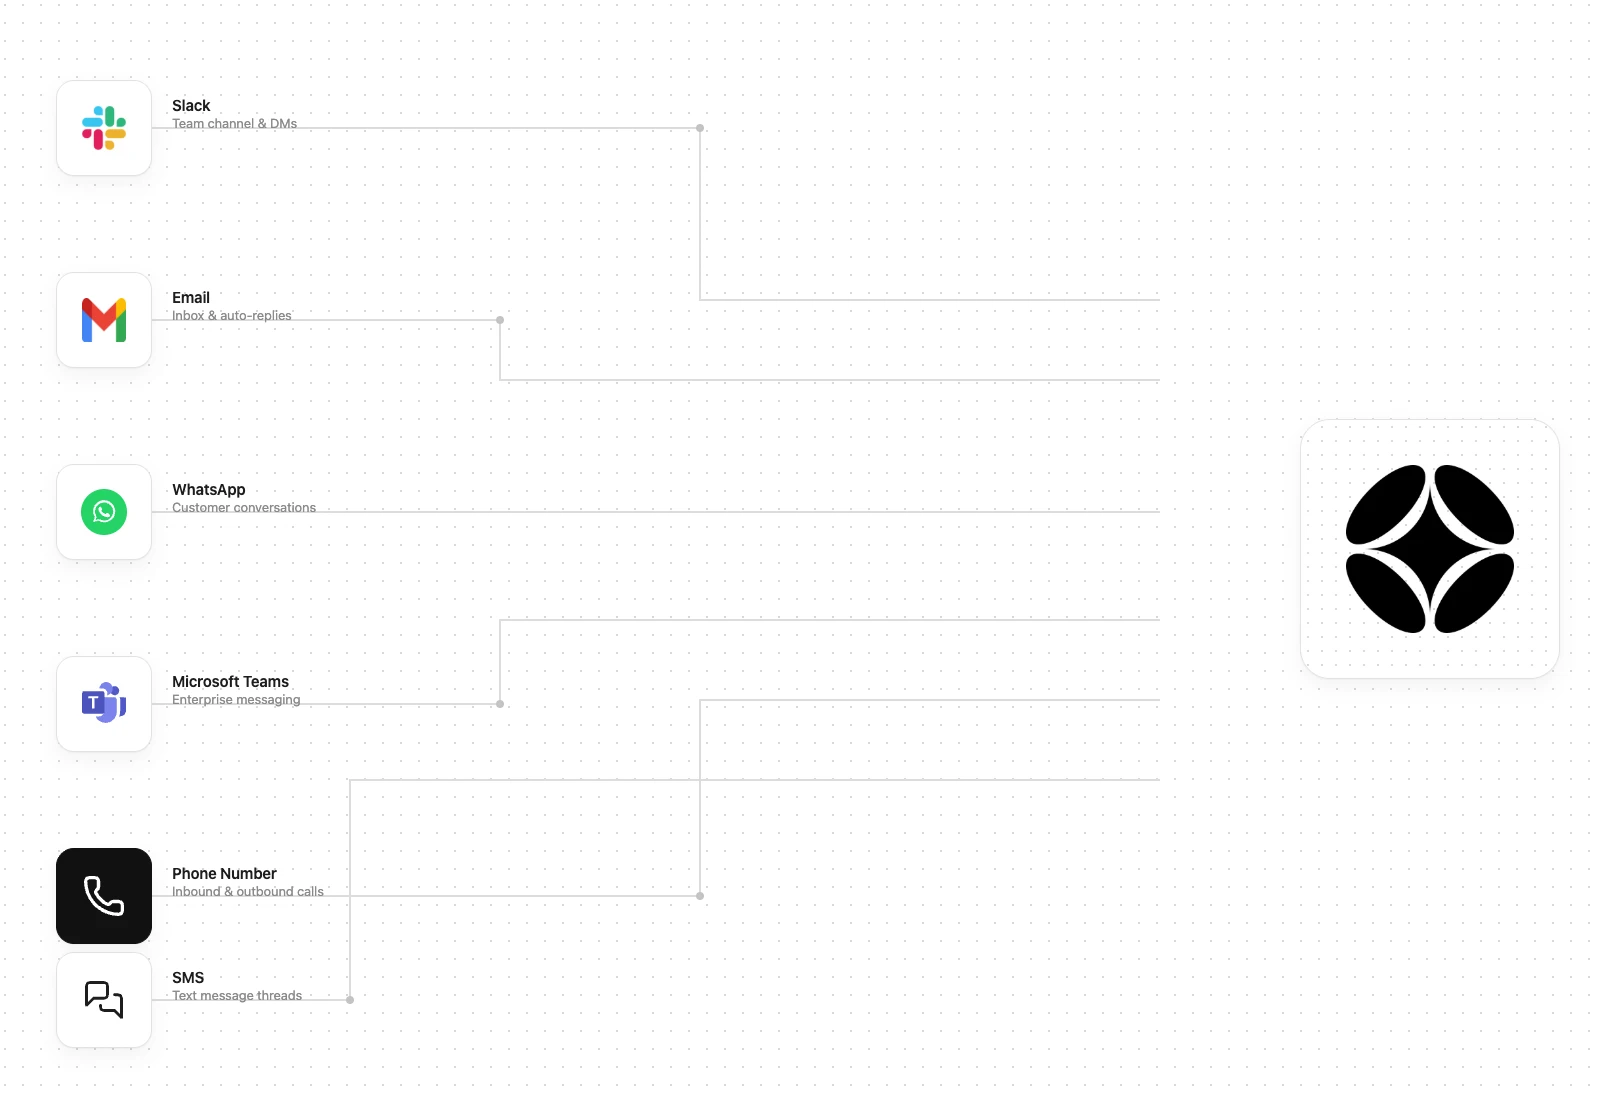 Slack
Team channel & DMs
Email
Inbox & auto-replies
WhatsApp
Customer conversations
T
Microsoft Teams
Enterprise messaging
Phone Number
Inbound & outbound calls
SMS
Text message threads